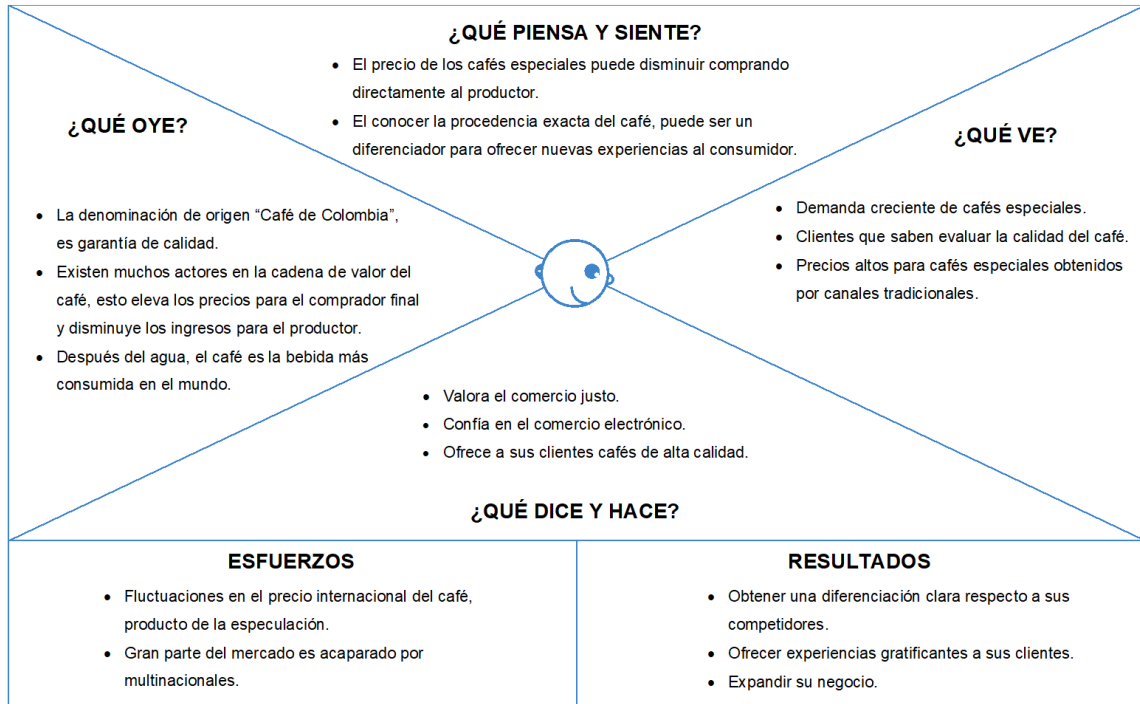 ¿QUÉ PIENSA Y SIENTE?
• El precio de los cafés especiales puede disminuir comprando
directamente al productor.
• El conocer la procedencia exacta del café, puede ser un
diferenciador para ofrecer nuevas experiencias al consumidor.
¿QUÉ OYE?
• La denominación de origen “Café de Colombia”,
es garantía de calidad.
• Existen muchos actores en la cadena de valor del
café, esto eleva los precios para el comprador final
y disminuye los ingresos para el productor.
• Después del agua, el café es la bebida más
consumida en el mundo.
¿QUÉ VE?
• Demanda creciente de cafés especiales.
• Clientes que saben evaluar la calidad del café.
• Precios altos para cafés especiales obtenidos
por canales tradicionales.
• Valora el comercio justo.
• Confía en el comercio electrónico.
• Ofrece a sus clientes cafés de alta calidad.
¿QUÉ DICE Y HACE?
ESFUERZOS
• Fluctuaciones en el precio internacional del café,
producto de la especulación.
• Gran parte del mercado es acaparado por
multinacionales.
RESULTADOS
• Obtener una diferenciación clara respecto a sus
competidores.
• Ofrecer experiencias gratificantes a sus clientes.
• Expandir su negocio.